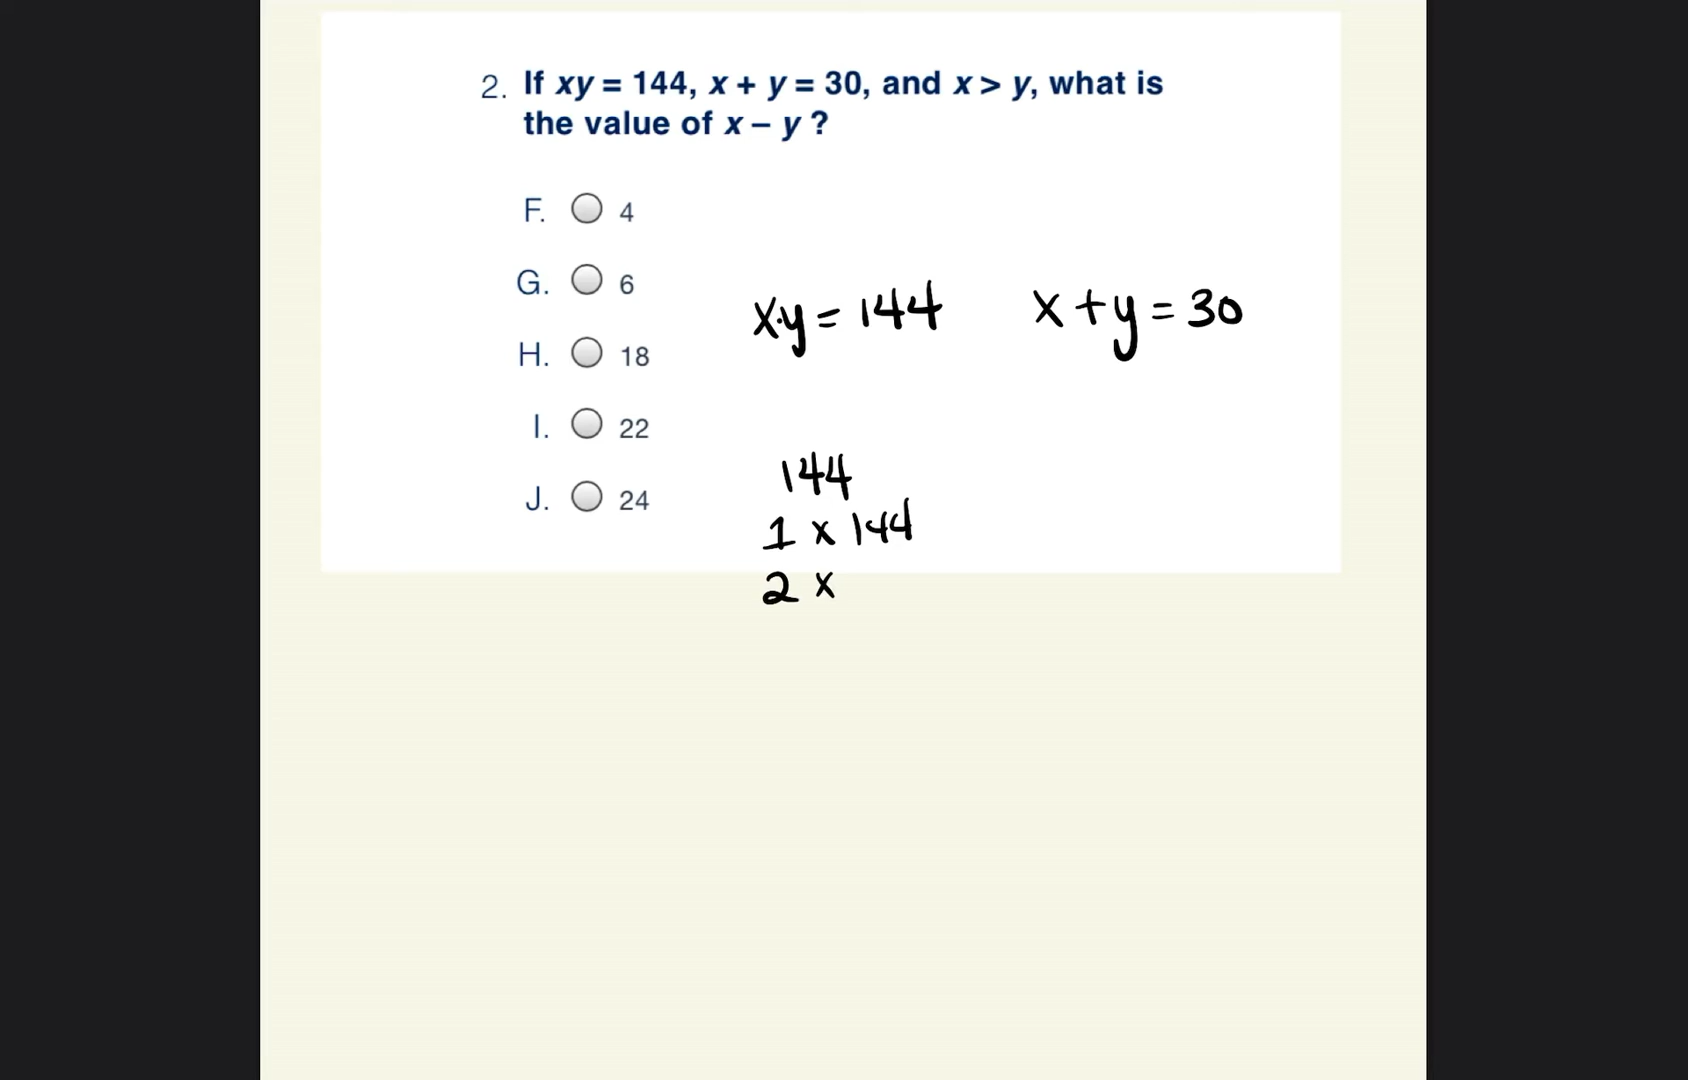 2. If xy = 144, x + y = 30, and x > y, what is
the value of x – y ?
F. 4
G. 6
H. 18
I. 22
J. 24
x·y = 144
x + y = 30
144
1 x 144
2 x